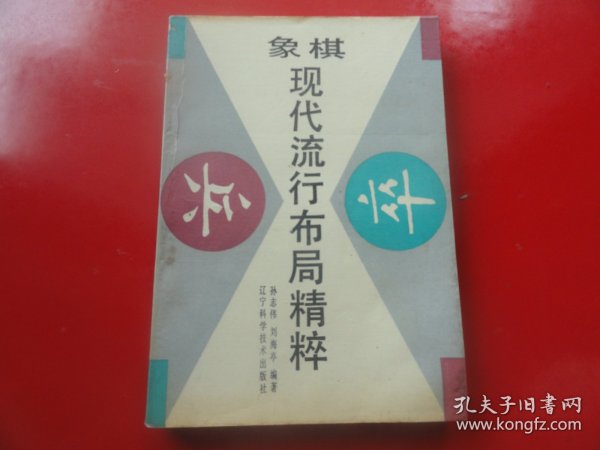 象棋
现代流行布局精粹
兵
卒
孙志伟 刘海亭 编著
辽宁科学技术出版社
孔夫子旧书网
www.kongfz.com